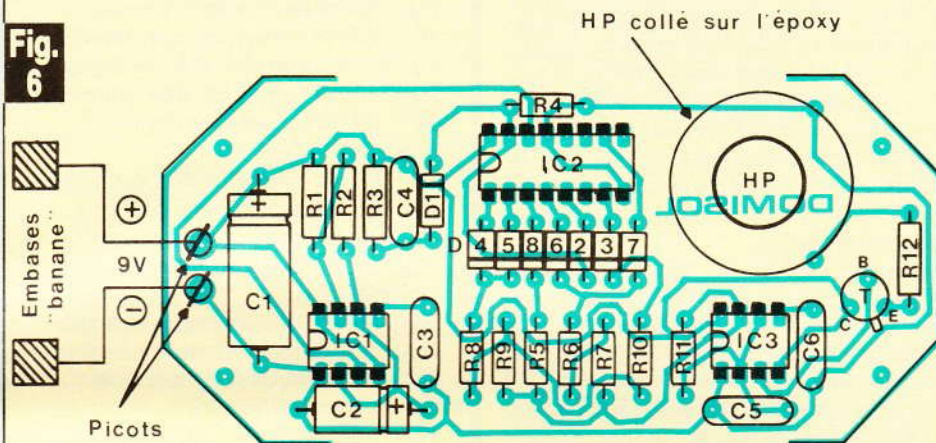 Fig.
6
HP collé sur l'époxy
Embases
"banane"
+
9V
−
Picots
C1
R1
R2
R3
C4
D1
R4
IC2
D 4 5 8 6 2 3 7
HP
DOMISOL
R12
B
T
C
E
IC1
C2
C3
R8
R9
R5
R6
R7
R10
R11
IC3
C6
C5
+
+